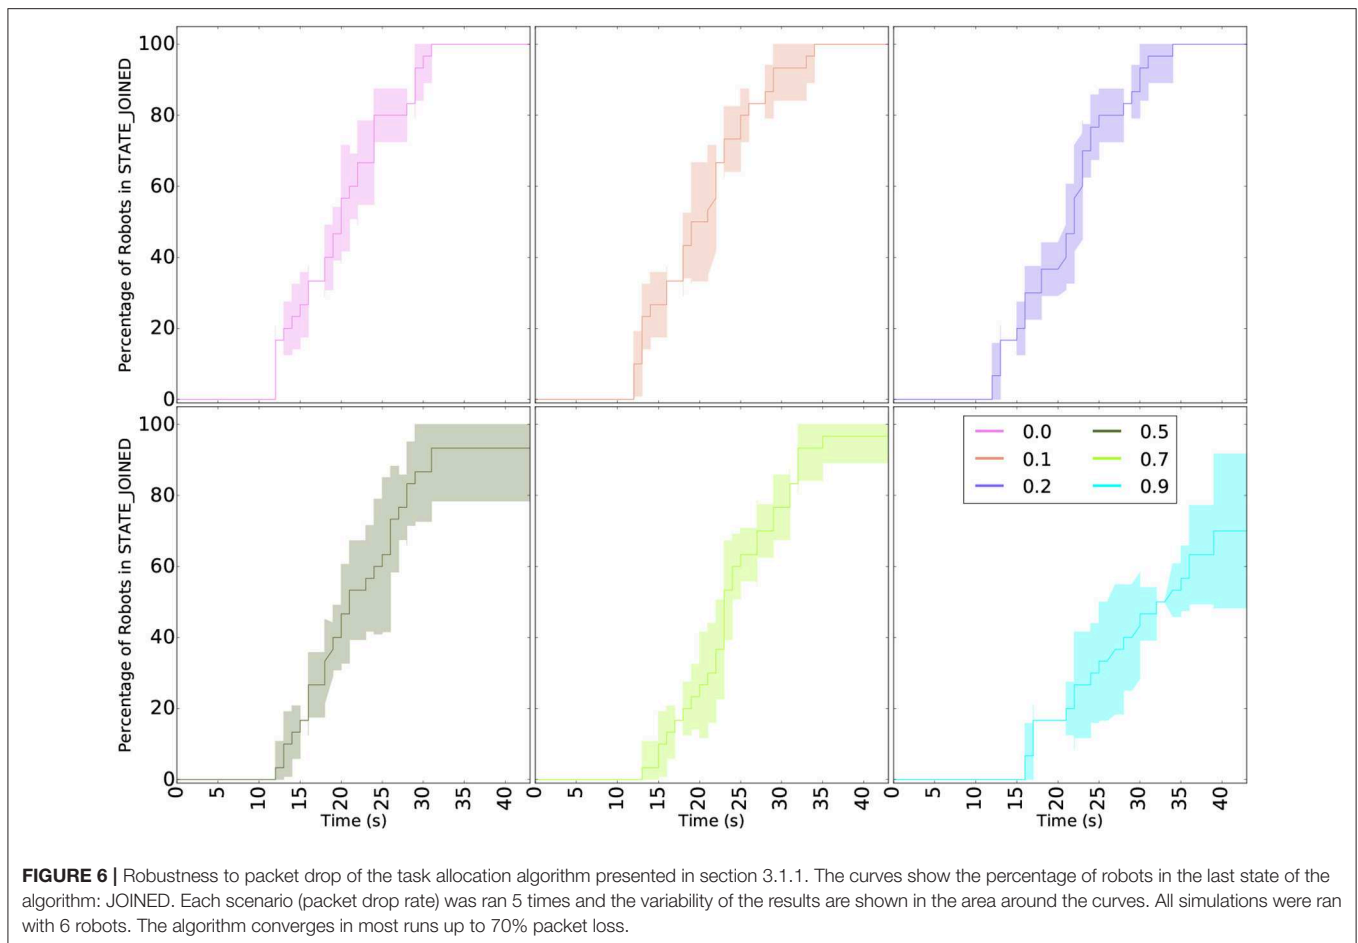 Percentage of Robots in STATE_JOINED
100
80
60
40
20
0
Percentage of Robots in STATE_JOINED
100
80
60
40
20
0
0.0 0.5
0.1 0.7
0.2 0.9
0 5 10 15 20 25 30 35 40
0 5 10 15 20 25 30 35 40
0 5 10 15 20 25 30 35 40
Time (s) Time (s) Time (s)
FIGURE 6 | Robustness to packet drop of the task allocation algorithm presented in section 3.1.1. The curves show the percentage of robots in the last state of the
algorithm: JOINED. Each scenario (packet drop rate) was ran 5 times and the variability of the results are shown in the area around the curves. All simulations were ran
with 6 robots. The algorithm converges in most runs up to 70% packet loss.